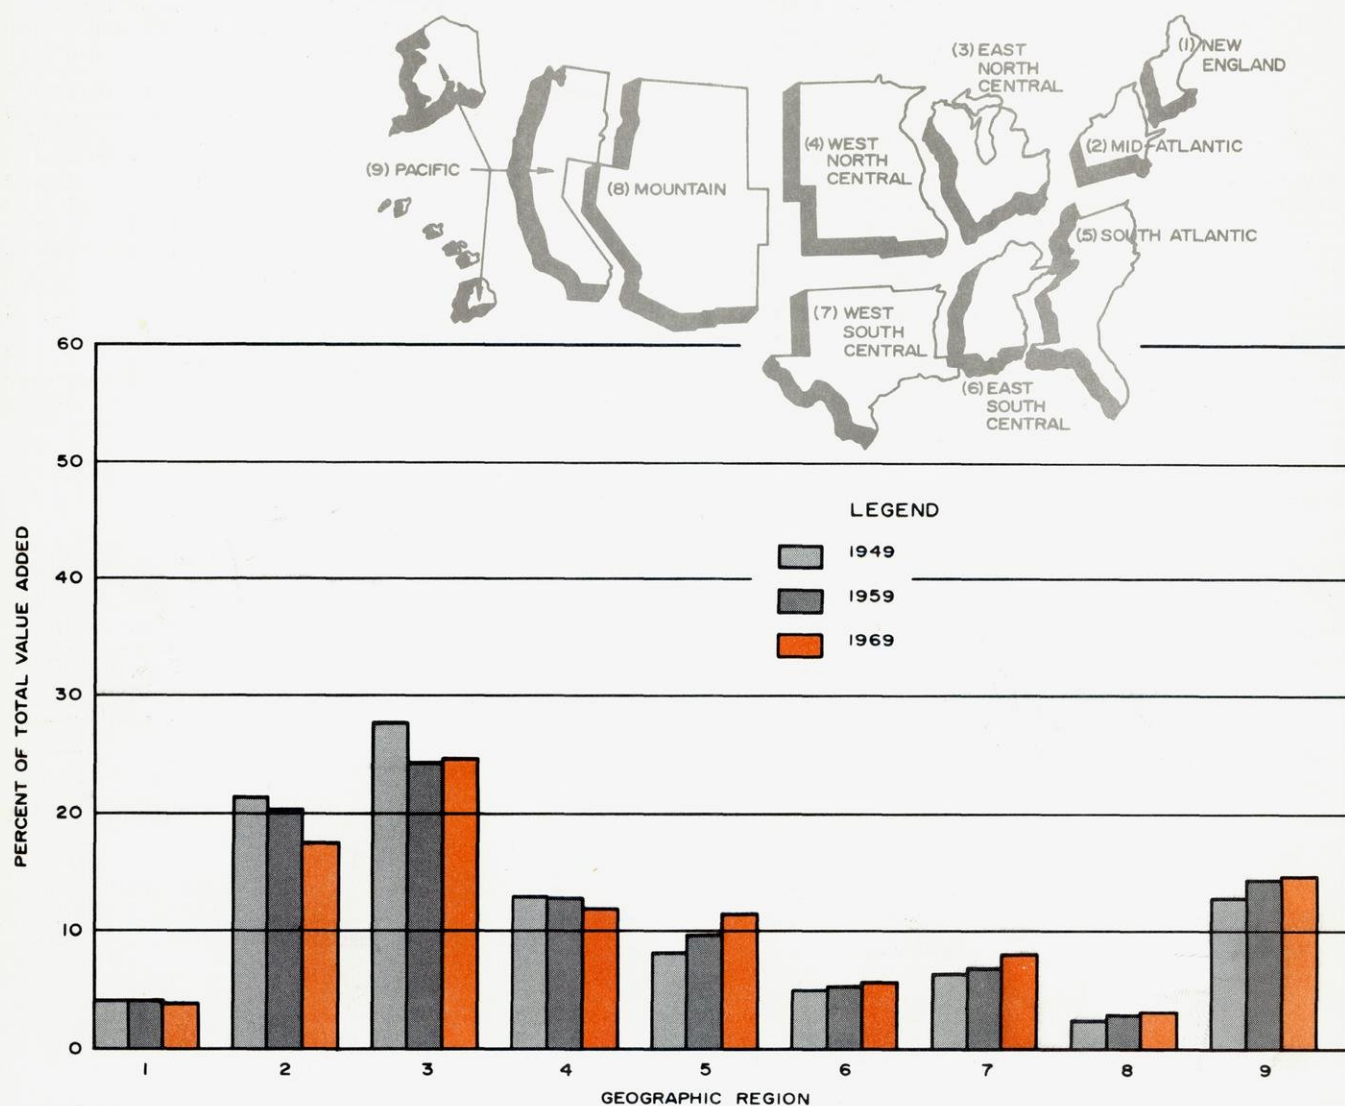 (3) EAST
NORTH
CENTRAL
(1) NEW
ENGLAND
(4) WEST
NORTH
CENTRAL
(2) MID-ATLANTIC
(9) PACIFIC
(8) MOUNTAIN
(5) SOUTH ATLANTIC
(7) WEST
SOUTH
CENTRAL
(6) EAST
SOUTH
CENTRAL
60
50
40
30
20
10
0
PERCENT OF TOTAL VALUE ADDED
LEGEND
1949
1959
1969
1 2 3 4 5 6 7 8 9
GEOGRAPHIC REGION